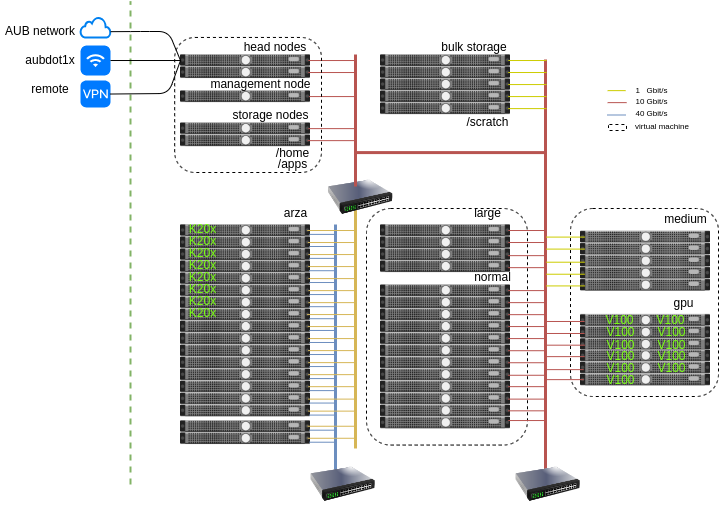 AUB network
aubdot1x
remote
VPN
head nodes
management node
storage nodes
/home
/apps
bulk storage
/scratch
1 Gbit/s
10 Gbit/s
40 Gbit/s
virtual machine
arza
K20x
K20x
K20x
K20x
K20x
K20x
K20x
K20x
large
normal
medium
gpu
V100 V100
V100 V100
V100 V100
V100 V100
V100 V100
V100